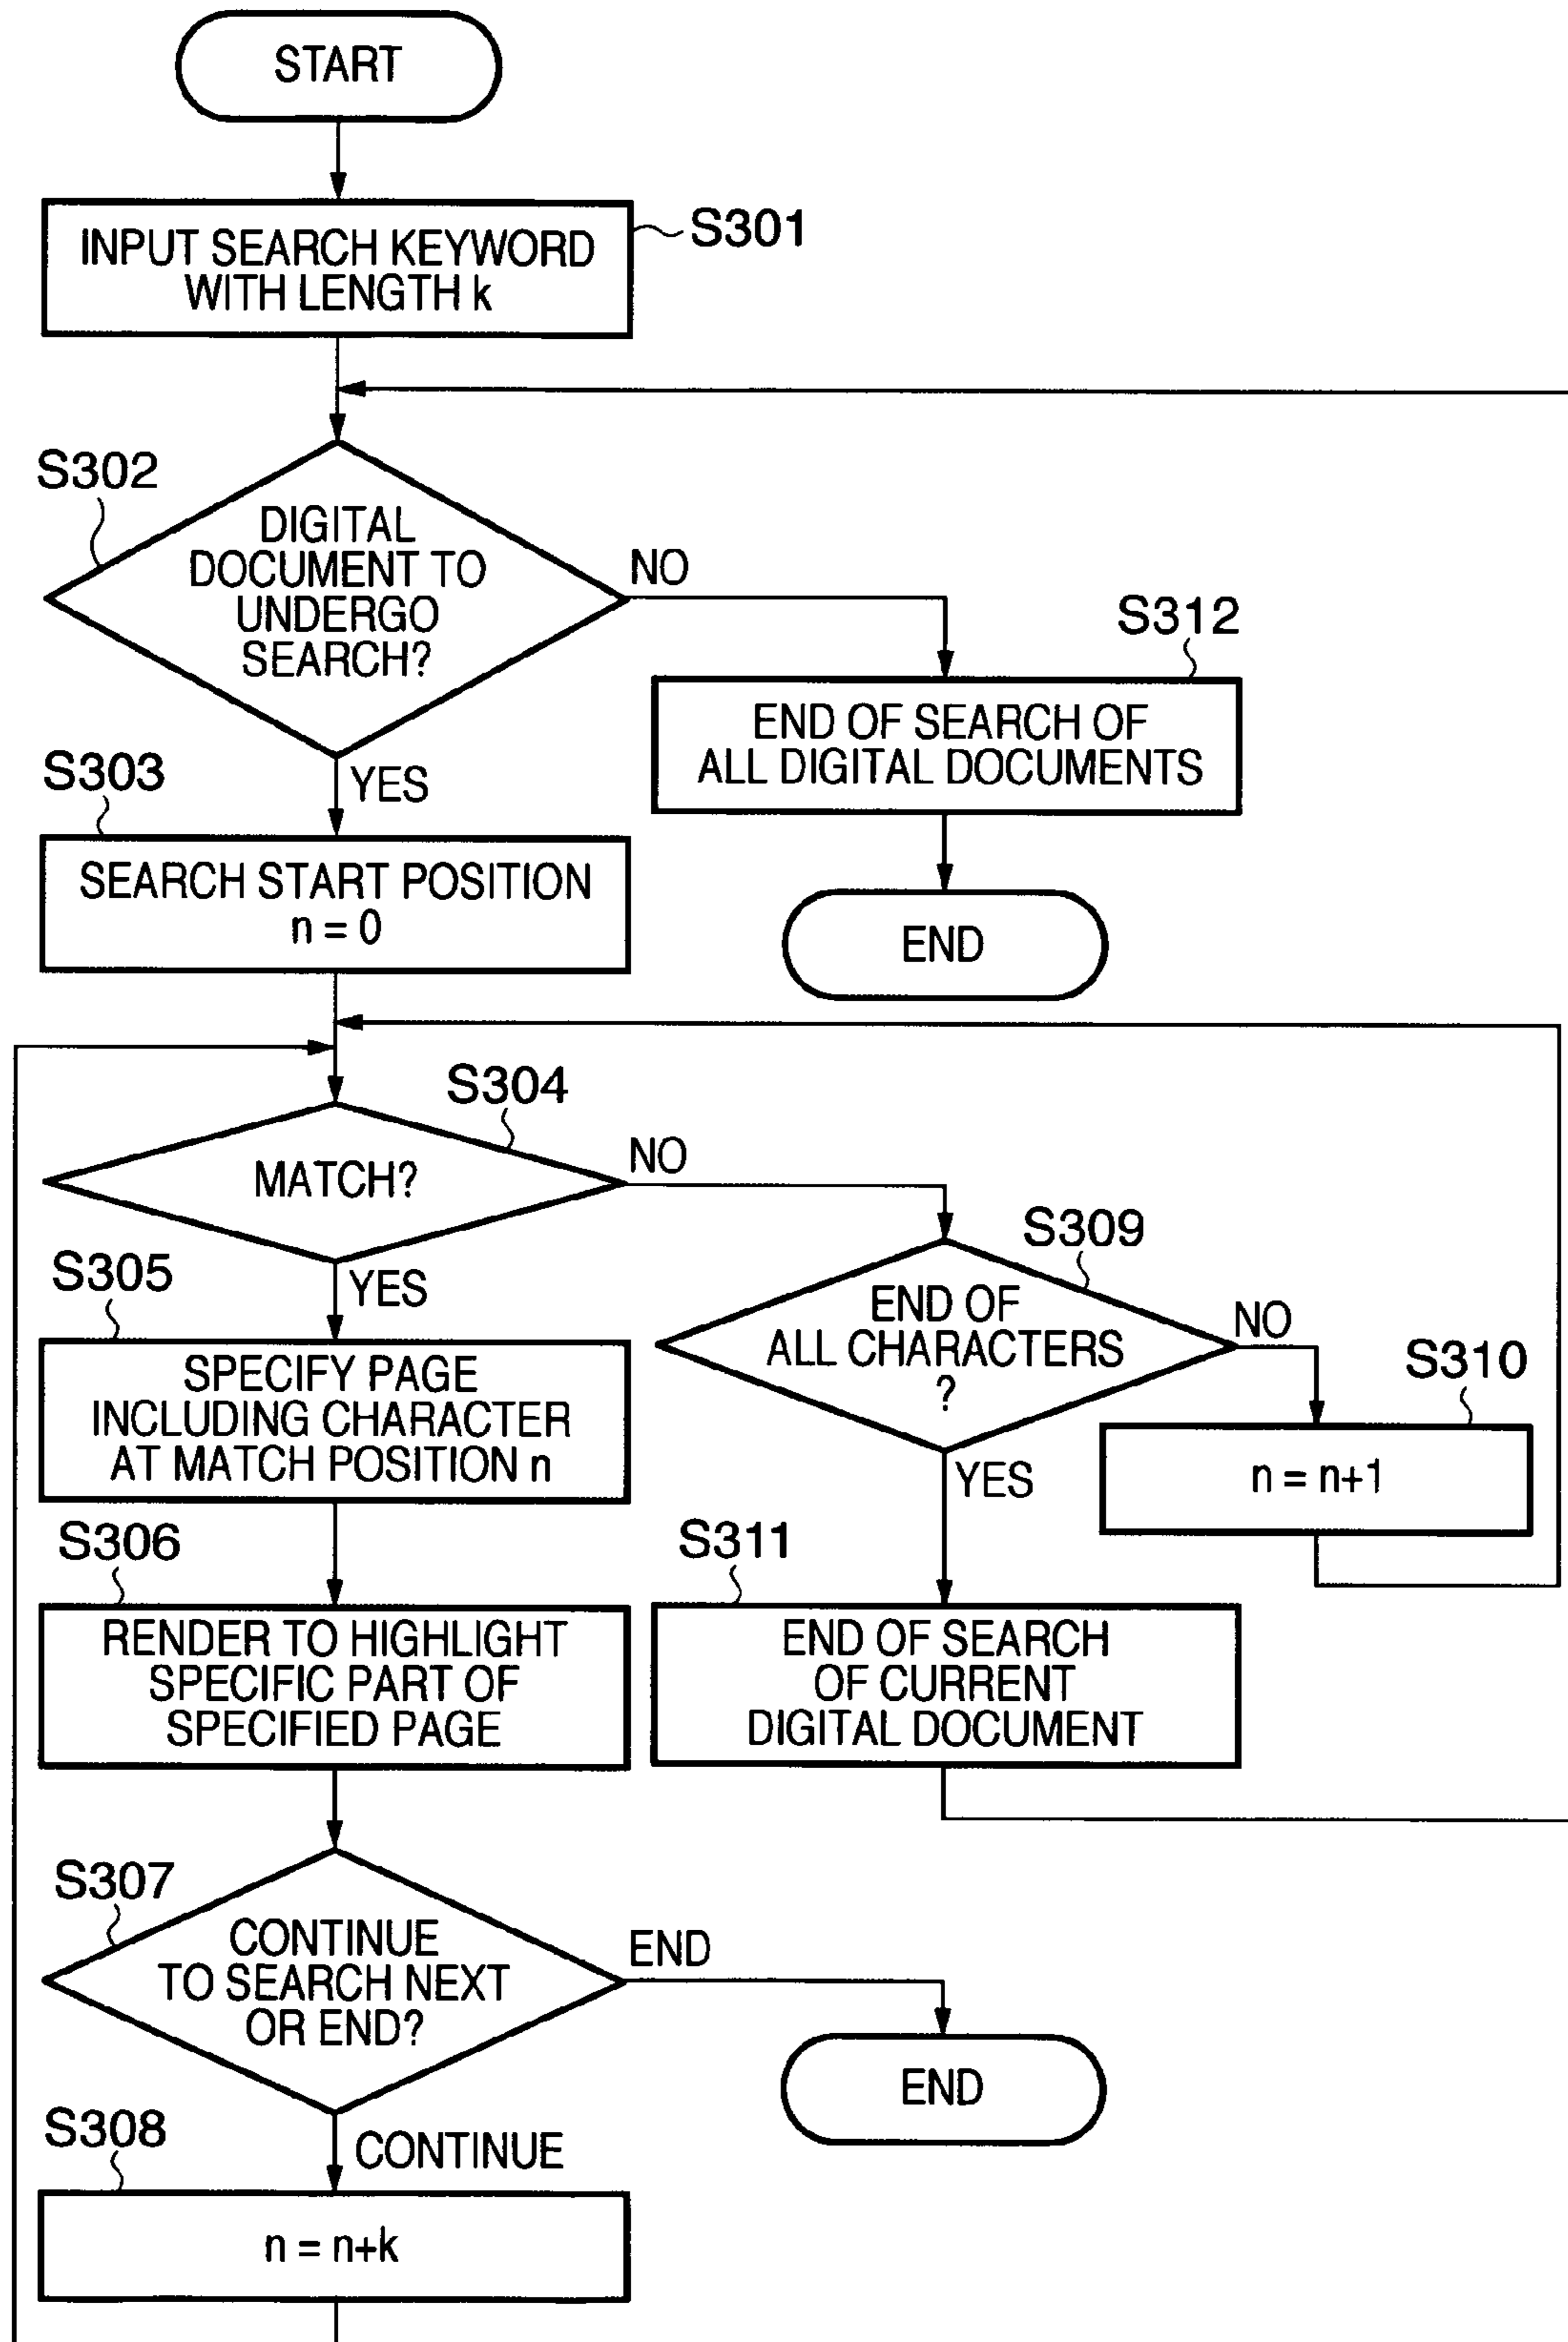 START
INPUT SEARCH KEYWORD
WITH LENGTH k
S301
S302
DIGITAL
DOCUMENT TO
UNDERGO
SEARCH?
NO
YES
S312
END OF SEARCH OF
ALL DIGITAL DOCUMENTS
END
S303
SEARCH START POSITION
n = 0
S304
MATCH?
NO
YES
S309
END OF
ALL CHARACTERS
?
NO
YES
S310
n = n+1
S305
SPECIFY PAGE
INCLUDING CHARACTER
AT MATCH POSITION n
S306
RENDER TO HIGHLIGHT
SPECIFIC PART OF
SPECIFIED PAGE
S311
END OF SEARCH
OF CURRENT
DIGITAL DOCUMENT
S307
CONTINUE
TO SEARCH NEXT
OR END?
END
END
CONTINUE
S308
n = n+k